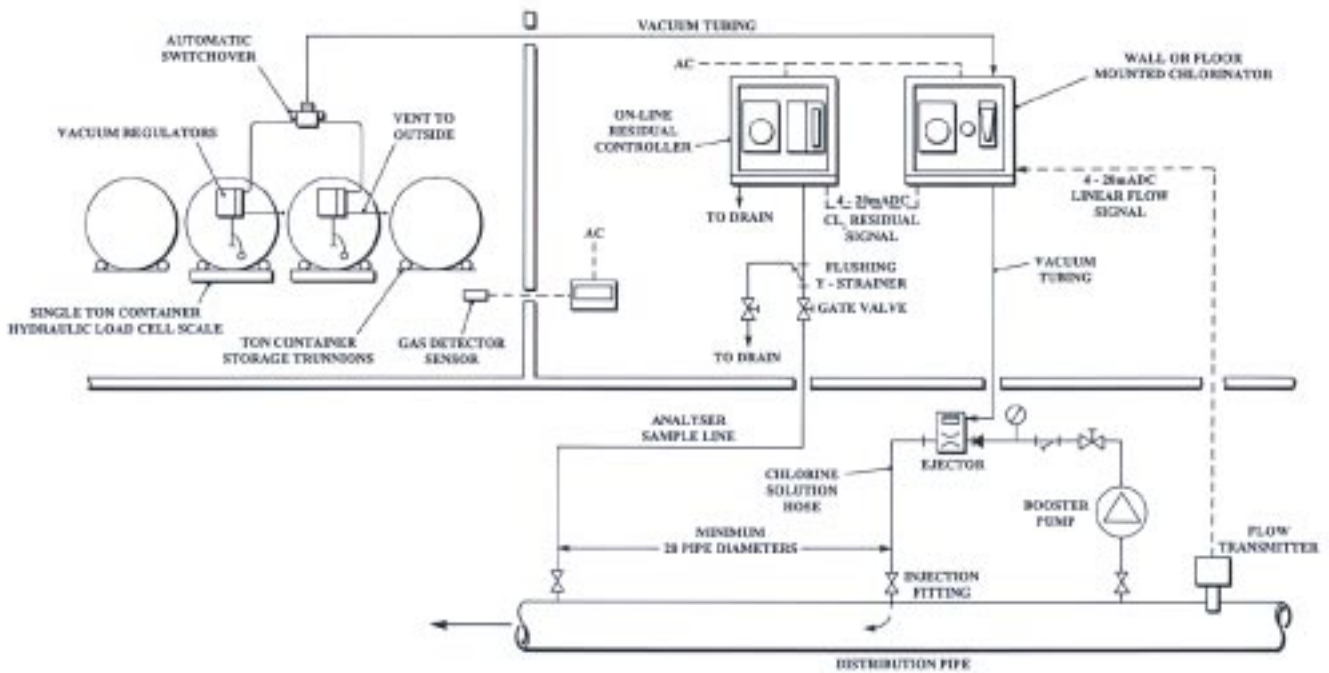 VACUUM TUBING
AUTOMATIC
SWITCHOVER
AC
WALL OR FLOOR
MOUNTED CHLORINATOR
ON-LINE
RESIDUAL
CONTROLLER
VACUUM REGULATORS
VENT TO
OUTSIDE
4 - 20mADC
LINEAR FLOW
SIGNAL
TO DRAIN
4 - 20mADC
CL2 RESIDUAL
SIGNAL
AC
FLUSHING
Y - STRAINER
VACUUM
TUBING
GATE VALVE
SINGLE TON CONTAINER
HYDRAULIC LOAD CELL SCALE
TON CONTAINER
STORAGE TRUNNIONS
GAS DETECTOR
SENSOR
TO DRAIN
ANALYSER
SAMPLE LINE
EJECTOR
CHLORINE
SOLUTION
HOSE
BOOSTER
PUMP
MINIMUM
20 PIPE DIAMETERS
FLOW
TRANSMITTER
INJECTION
FITTING
DISTRIBUTION PIPE